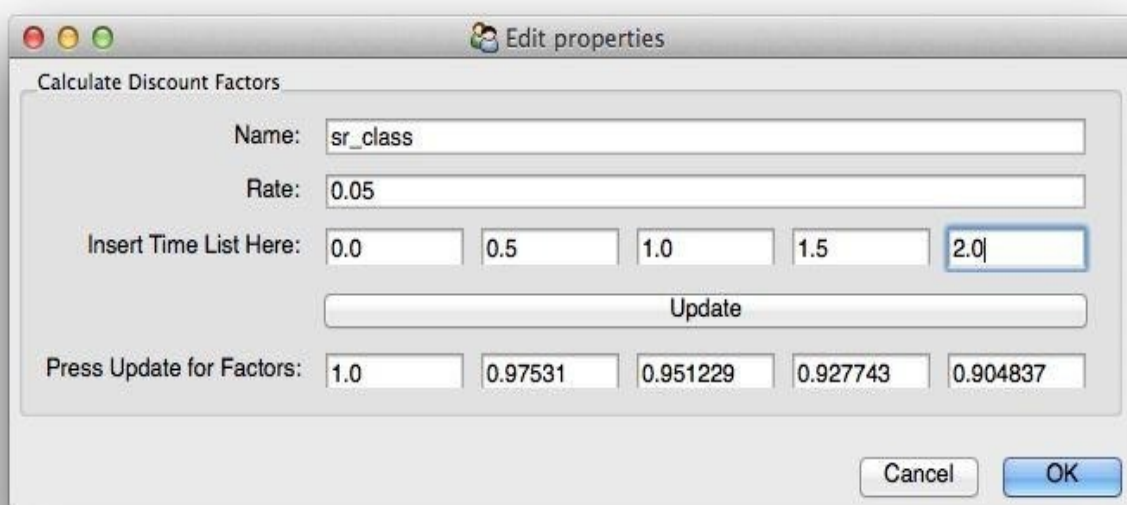 Edit properties
Calculate Discount Factors
Name: sr_class
Rate: 0.05
Insert Time List Here: 0.0 0.5 1.0 1.5 2.0
Update
Press Update for Factors: 1.0 0.97531 0.951229 0.927743 0.904837
Cancel OK